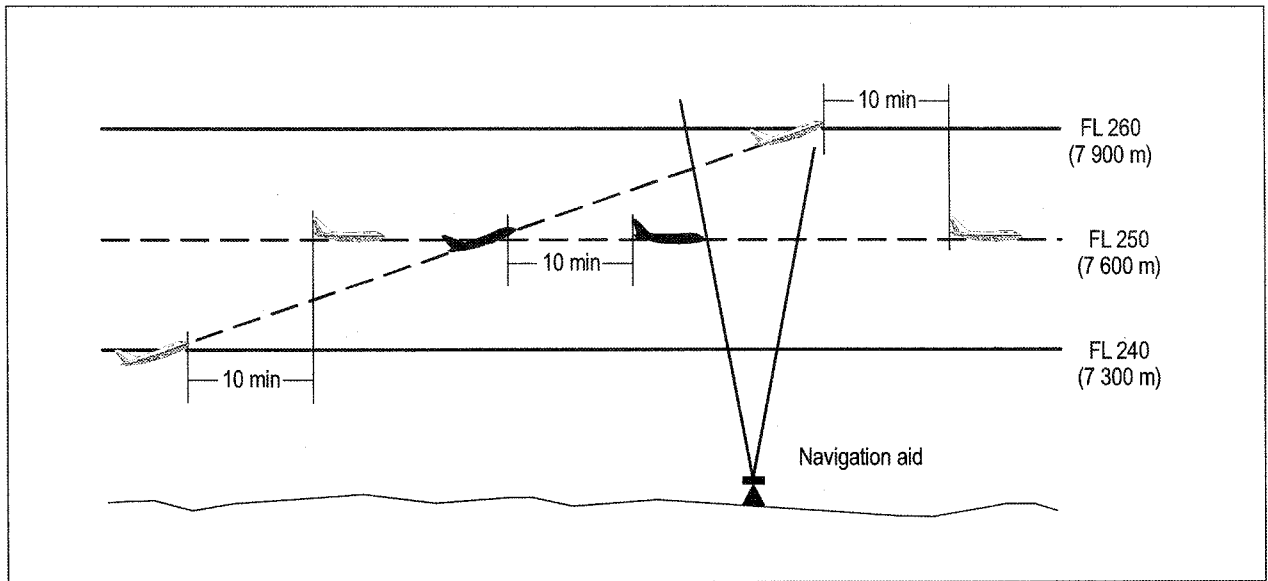 10 min
FL 260
(7 900 m)
10 min
FL 250
(7 600 m)
10 min
FL 240
(7 300 m)
Navigation aid